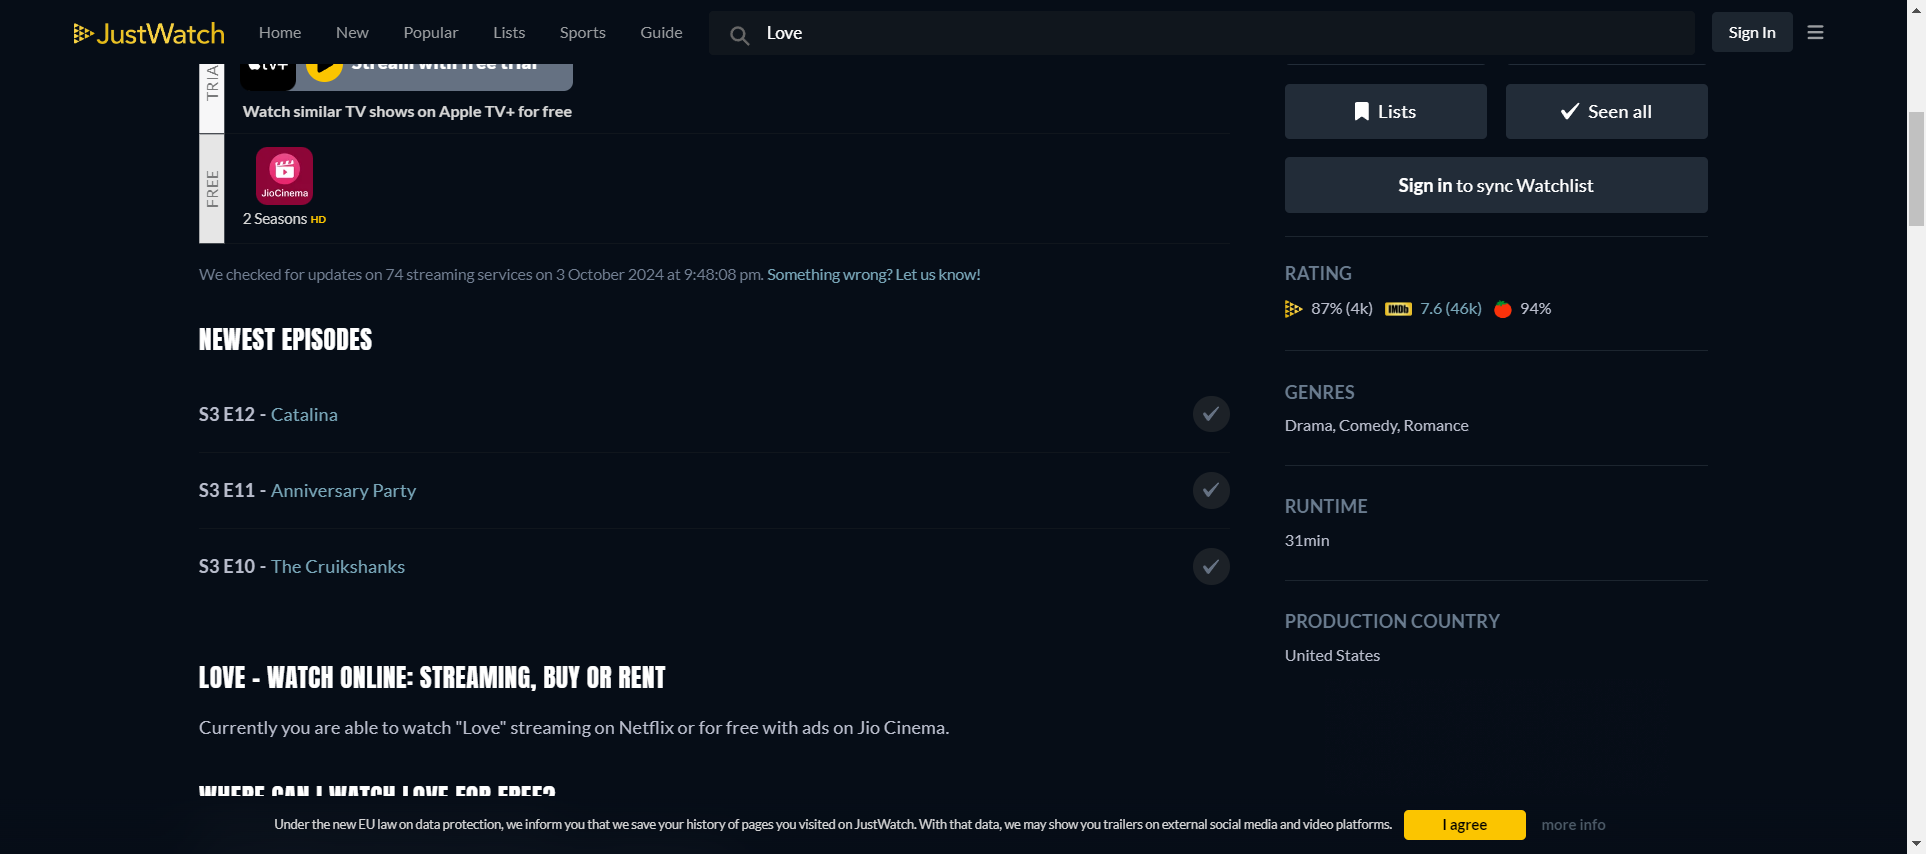 JustWatch
Home
New
Popular
Lists
Sports
Guide
Love
Sign In
TRIA
tv+
Stream with free trial
Watch similar TV shows on Apple TV+ for free
Lists
Seen all
FREE
JioCinema
2 Seasons HD
Sign in to sync Watchlist
We checked for updates on 74 streaming services on 3 October 2024 at 9:48:08 pm. Something wrong? Let us know!
RATING
87% (4k) IMDb 7.6 (46k) 94%
NEWEST EPISODES
S3 E12 - Catalina
S3 E11 - Anniversary Party
S3 E10 - The Cruikshanks
GENRES
Drama, Comedy, Romance
RUNTIME
31min
PRODUCTION COUNTRY
United States
LOVE - WATCH ONLINE: STREAMING, BUY OR RENT
Currently you are able to watch "Love" streaming on Netflix or for free with ads on Jio Cinema.
WHERE CAN I WATCH LOVE FOR FREE?
Under the new EU law on data protection, we inform you that we save your history of pages you visited on JustWatch. With that data, we may show you trailers on external social media and video platforms.
I agree
more info